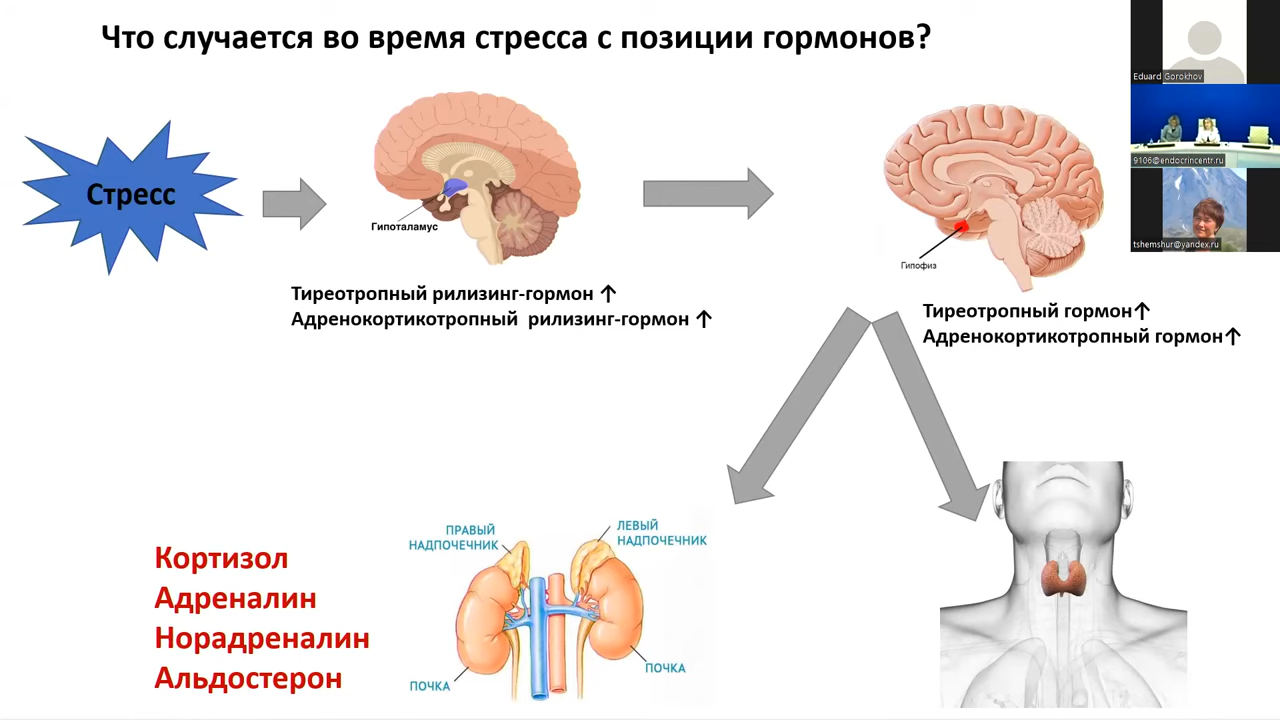 Что случается во время стресса с позиции гормонов?
Eduard Gorokhov
9106@endocrincentr.ru
tshemshur@yandex.ru
Стресс
Гипоталамус
Гипофиз
Тиреотропный рилизинг-гормон ↑
Адренокортикотропный рилизинг-гормон ↑
Тиреотропный гормон↑
Адренокортикотропный гормон↑
Кортизол
Адреналин
Норадреналин
Альдостерон
ПРАВЫЙ
НАДПОЧЕЧНИК
ЛЕВЫЙ
НАДПОЧЕЧНИК
ПОЧКА
ПОЧКА